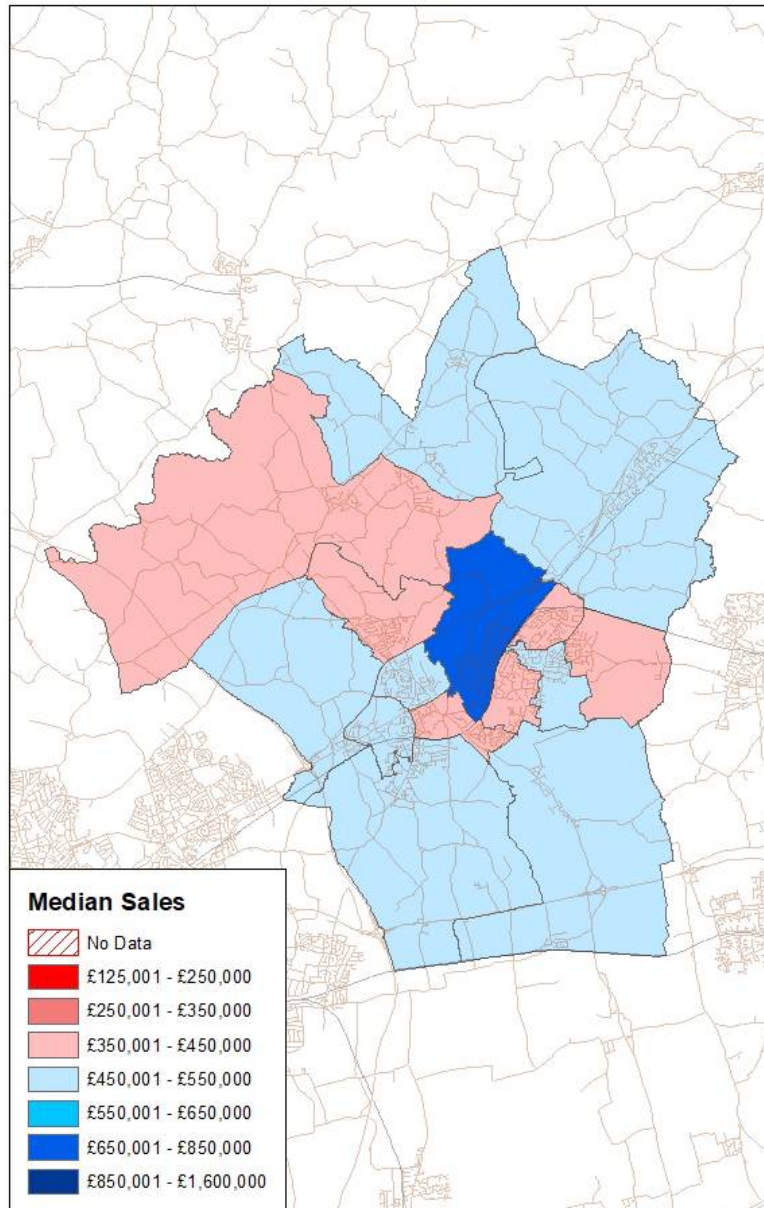 Median Sales
No Data
£125,001 - £250,000
£250,001 - £350,000
£350,001 - £450,000
£450,001 - £550,000
£550,001 - £650,000
£650,001 - £850,000
£850,001 - £1,600,000